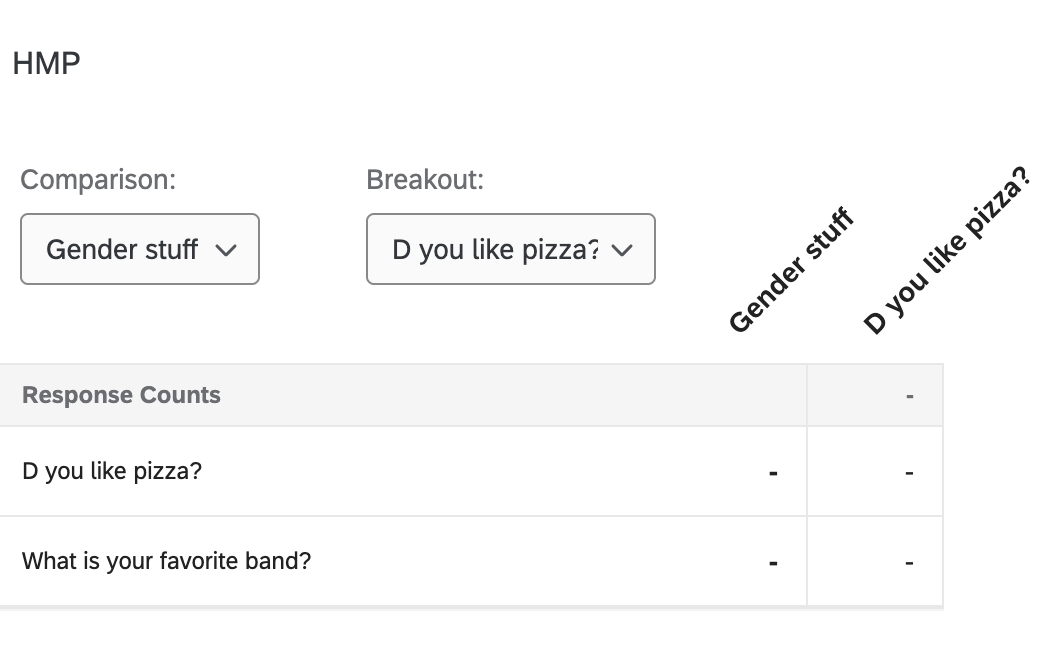 HMP
Comparison:
Breakout:
Gender stuff
D you like pizza?
Gender stuff
D you like pizza?
Response Counts
-
D you like pizza?
-
-
What is your favorite band?
-
-